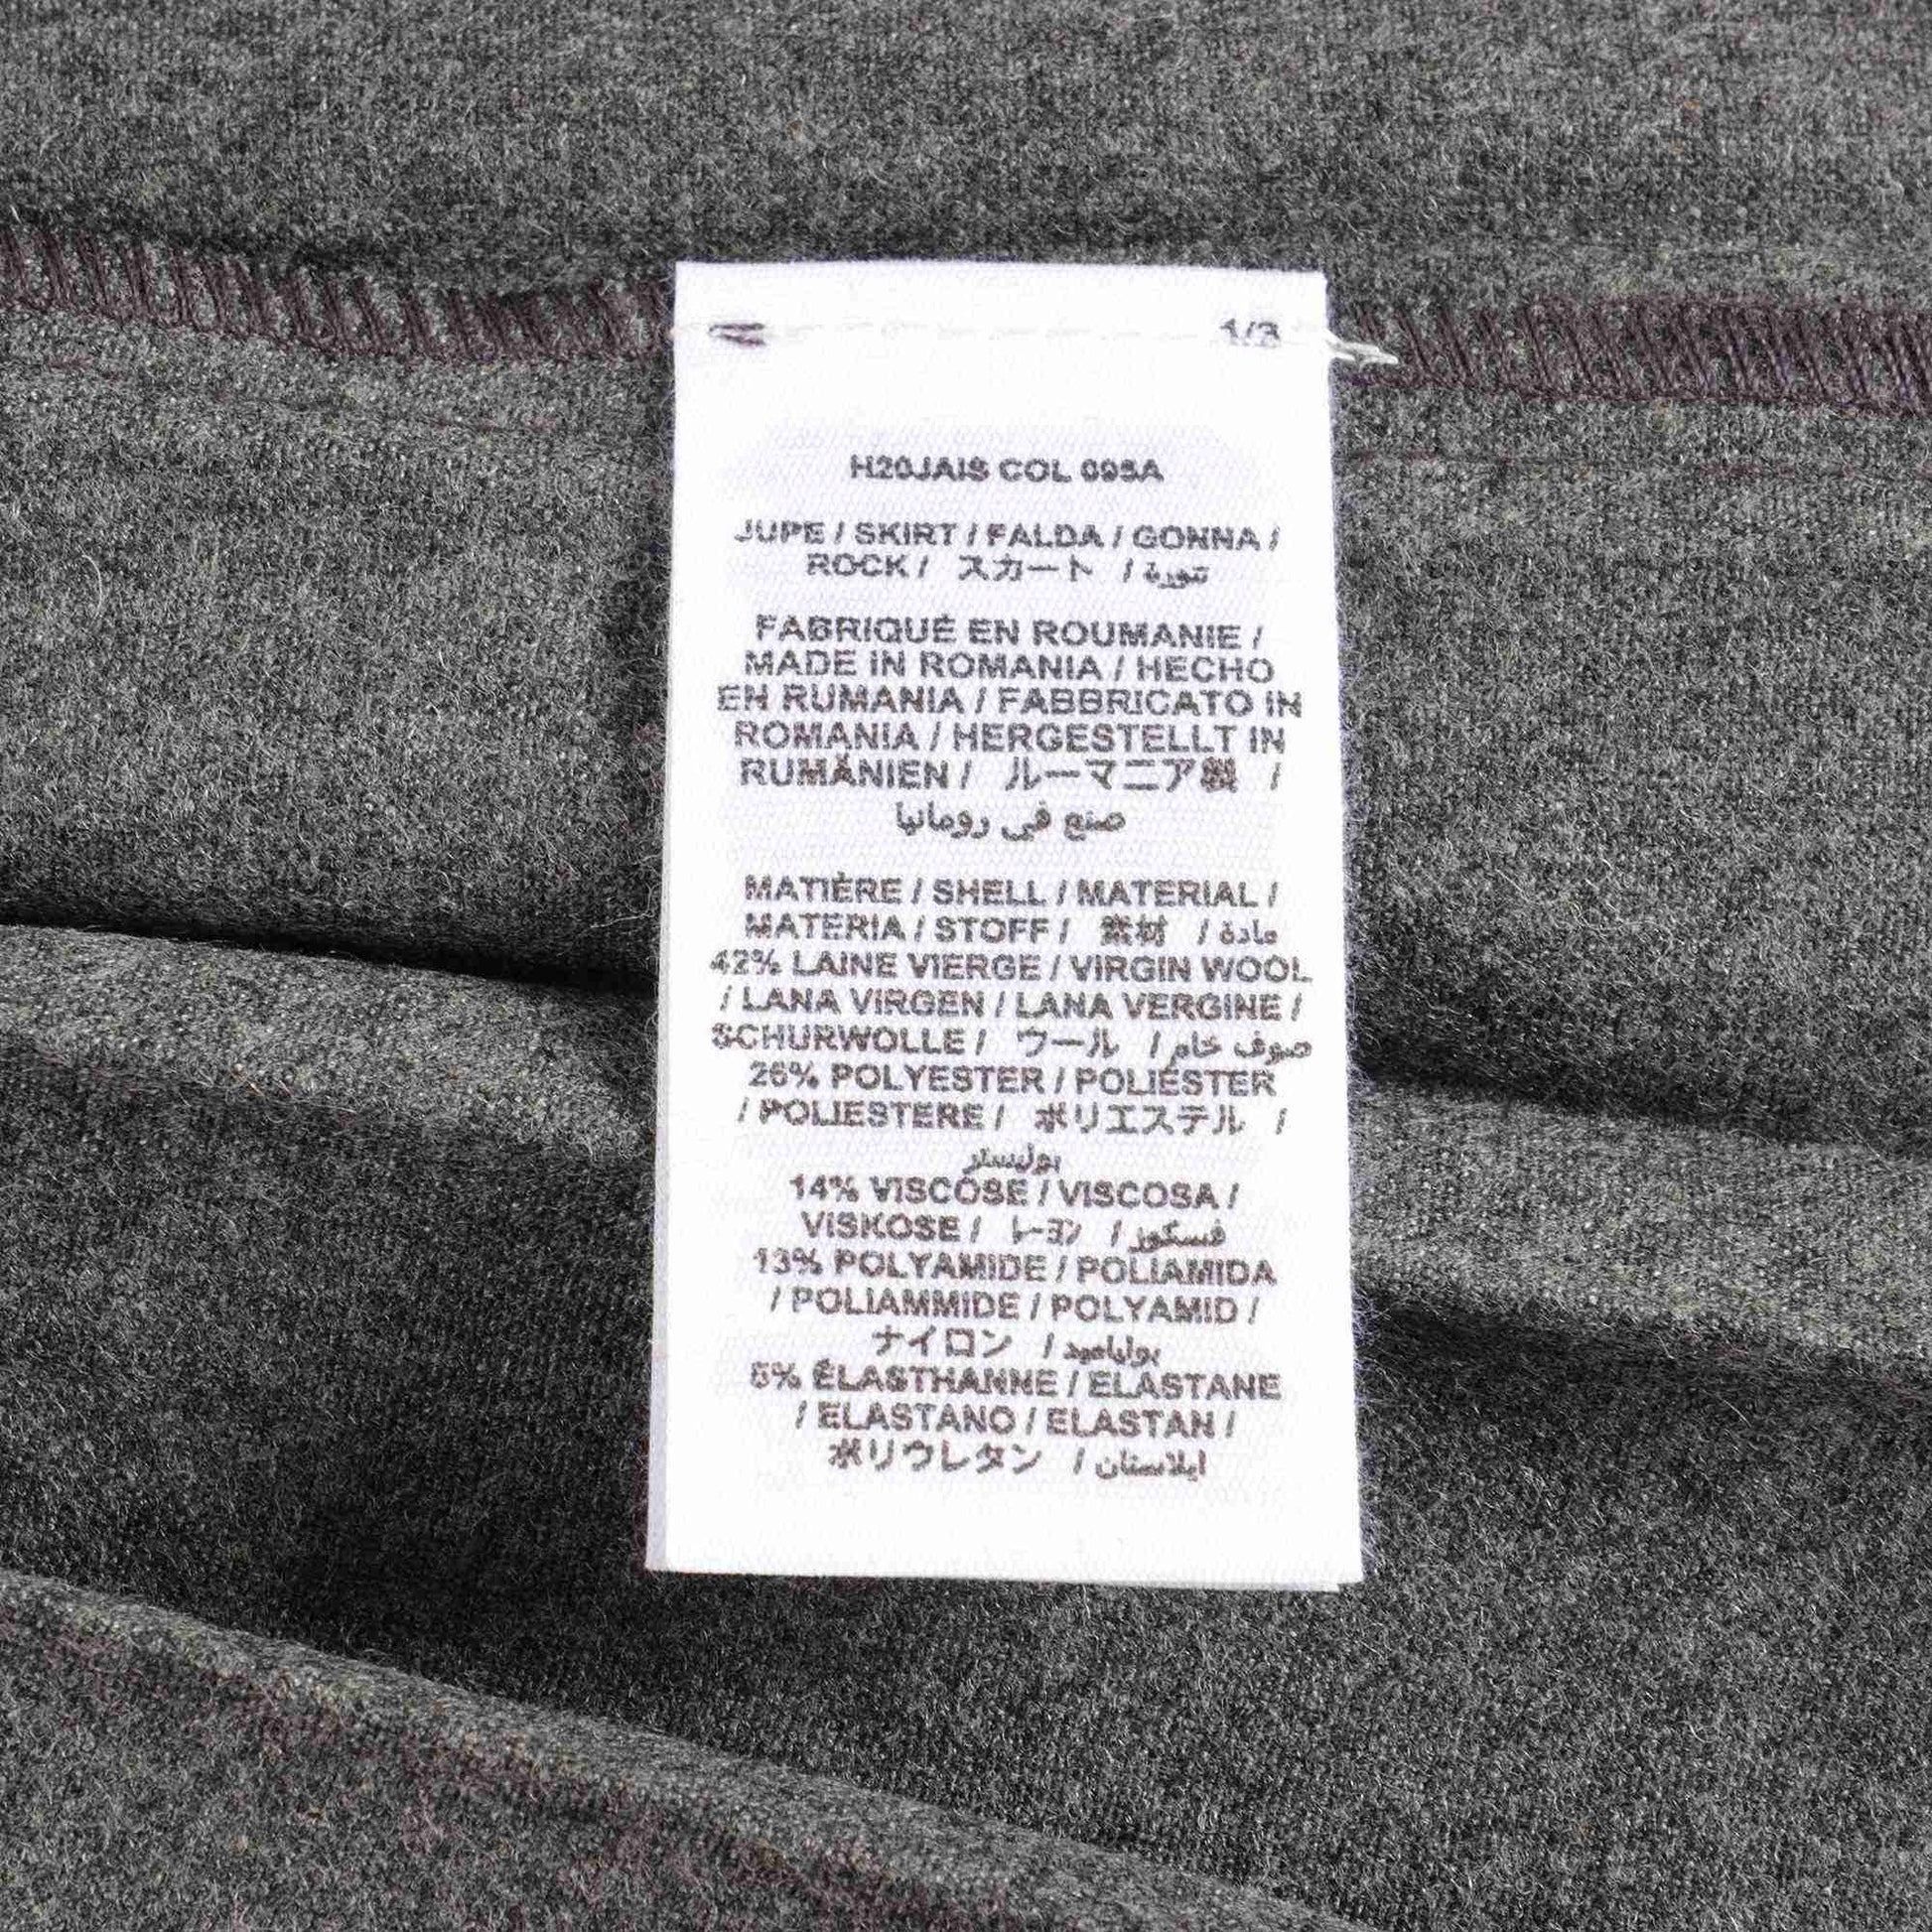 1/3
H20JAIS COL 095A
JUPE / SKIRT / FALDA / GONNA /
ROCK / スカート / تنورة
FABRIQUÉ EN ROUMANIE /
MADE IN ROMANIA / HECHO
EN RUMANIA / FABBRICATO IN
ROMANIA / HERGESTELLT IN
RUMÄNIEN / ルーマニア製 /
صنع في رومانيا
MATIÈRE / SHELL / MATERIAL /
MATERIA / STOFF / 素材 / مادة
42% LAINE VIERGE / VIRGIN WOOL
/ LANA VIRGEN / LANA VERGINE /
SCHURWOLLE / ウール / صوف خام
26% POLYESTER / POLIÉSTER
/ POLIESTERE / ポリエステル /
بوليستر
14% VISCOSE / VISCOSA /
VISKOSE / レーヨン / فسكوز
13% POLYAMIDE / POLIAMIDA
/ POLIAMMIDE / POLYAMID /
ナイロン / بولياميد
5% ÉLASTHANNE / ELASTANE
/ ELASTANO / ELASTAN /
ポリウレタン / ايلاستان